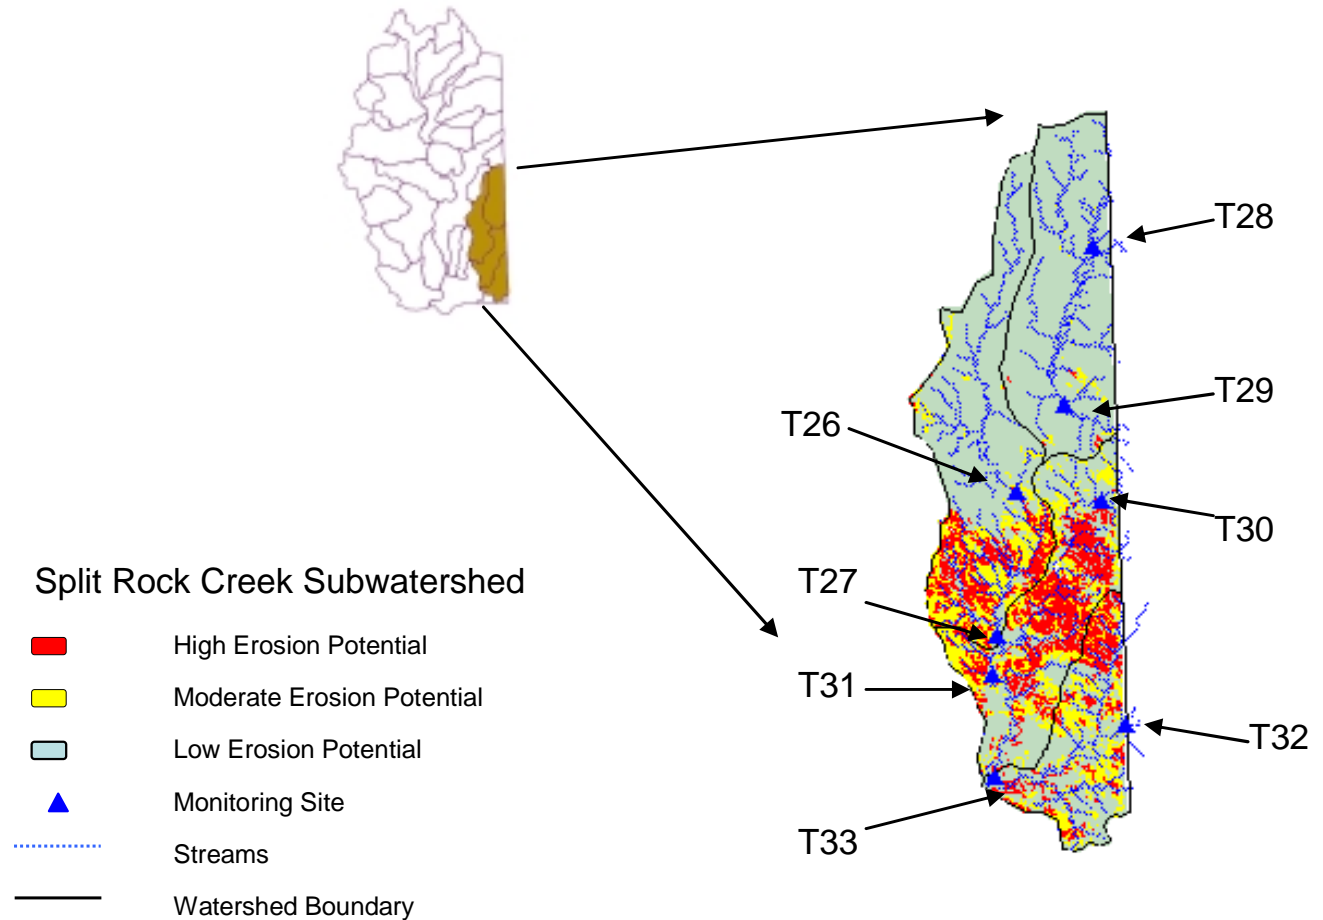 T28
T29
T26
T30
T27
T31
T32
T33
Split Rock Creek Subwatershed
High Erosion Potential
Moderate Erosion Potential
Low Erosion Potential
Monitoring Site
Streams
Watershed Boundary